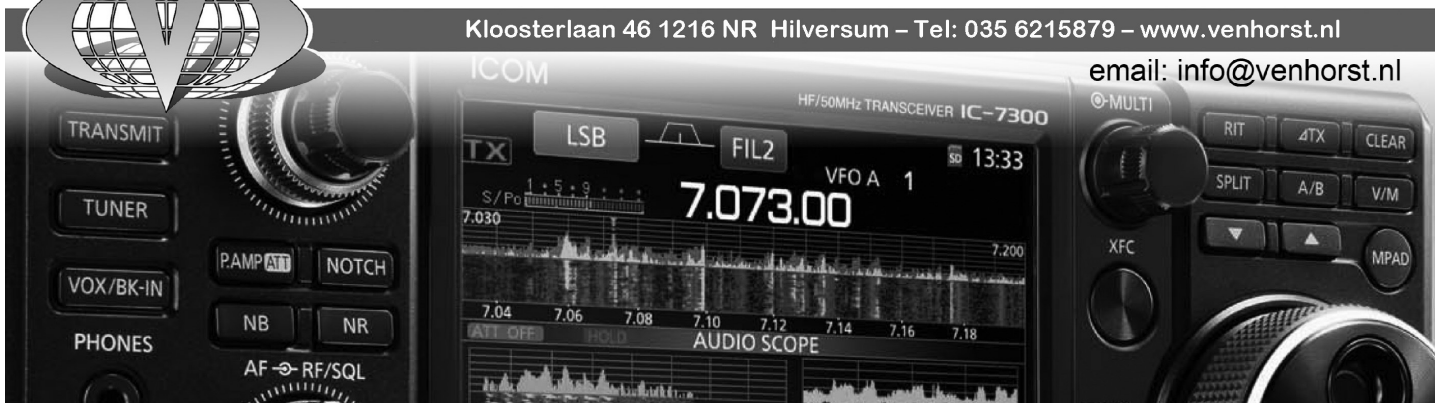 Kloosterlaan 46 1216 NR Hilversum – Tel: 035 6215879 – www.venhorst.nl
email: info@venhorst.nl
ICOM
HF/50MHz TRANSCEIVER IC-7300
TRANSMIT
TUNER
VOX/BK-IN
PHONES
P.AMP ATT
NOTCH
NB
NR
AF RF/SQL
TX
LSB
FIL2
SD 13:33
VFO A 1
S/Po 1 5 9
7.073.00
7.030
7.200
7.04 7.06 7.08 7.10 7.12 7.14 7.16 7.18
ATT OFF
HOLD
AUDIO SCOPE
MULTI
XFC
RIT
⊿TX
CLEAR
SPLIT
A/B
V/M
▼
▲
MPAD